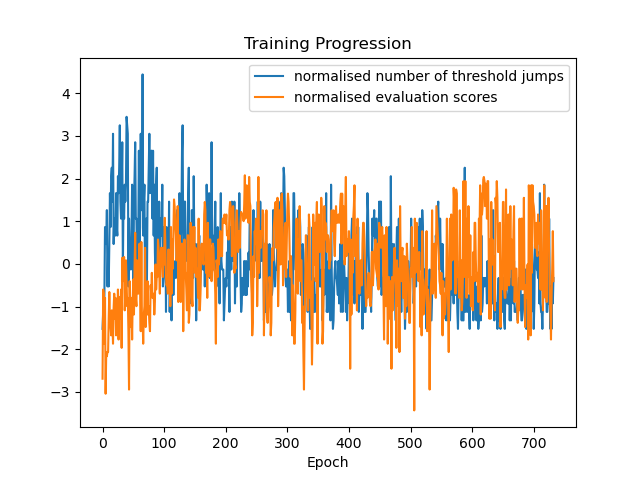 Training Progression
normalised number of threshold jumps
normalised evaluation scores
4
3
2
1
0
−1
−2
−3
0 100 200 300 400 500 600 700
Epoch